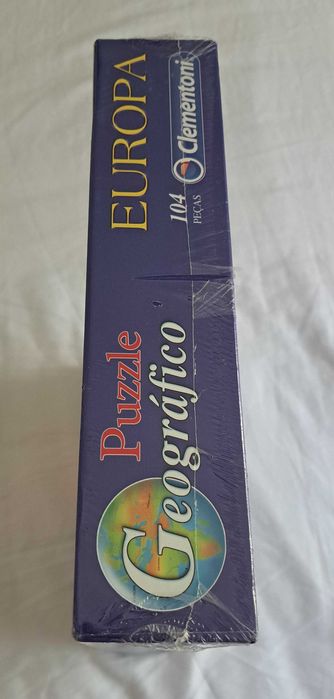 Puzzle
Geográfico
EUROPA
104
PEÇAS
Clementoni